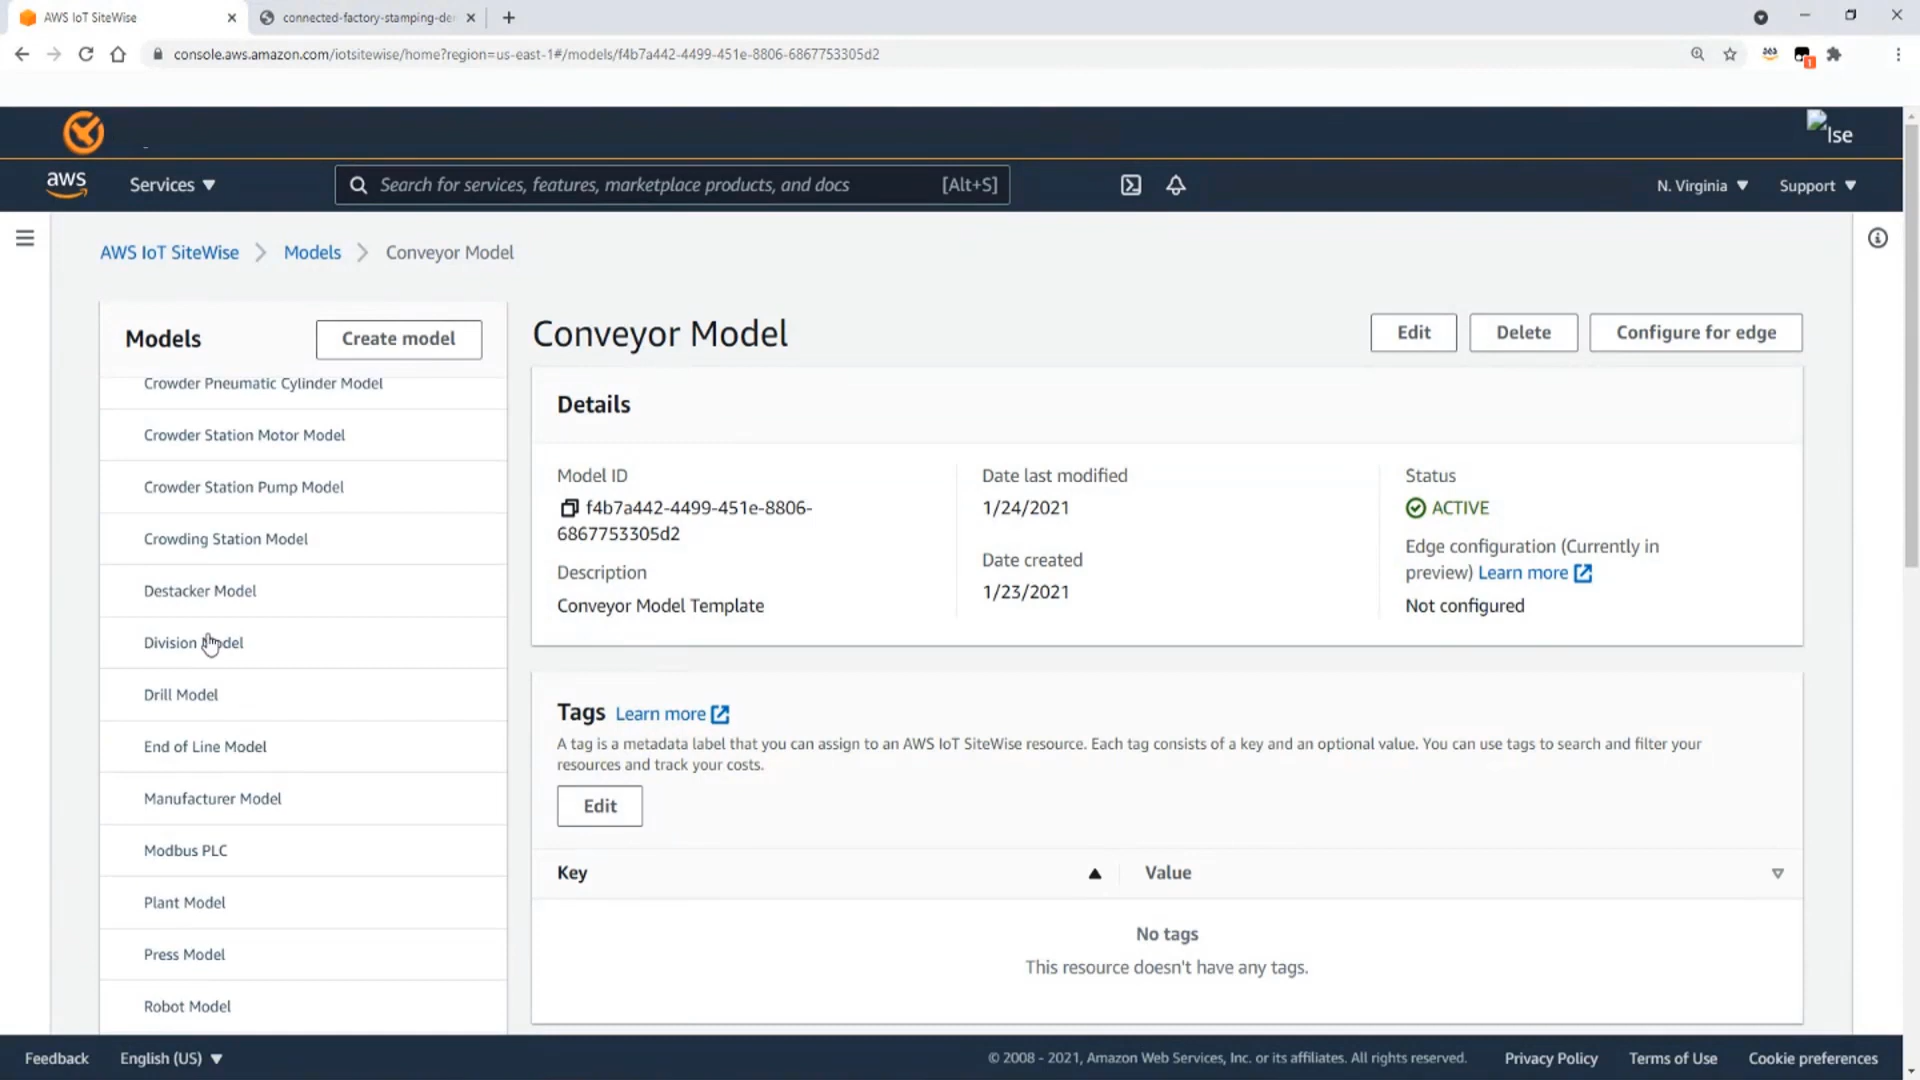 AWS IoT SiteWise
connected-factory-stamping-de
console.aws.amazon.com/iotsitewise/home?region=us-east-1#/models/f4b7a442-4499-451e-8806-6867753305d2
1
lse
aws
Services ▼
Search for services, features, marketplace products, and docs [Alt+S]
N. Virginia ▼
Support ▼
AWS IoT SiteWise > Models > Conveyor Model
Models
Create model
Crowder Pneumatic Cylinder Model
Crowder Station Motor Model
Crowder Station Pump Model
Crowding Station Model
Destacker Model
Division Model
Drill Model
End of Line Model
Manufacturer Model
Modbus PLC
Plant Model
Press Model
Robot Model
Conveyor Model
Edit
Delete
Configure for edge
Details
Model ID
f4b7a442-4499-451e-8806-
6867753305d2
Description
Conveyor Model Template
Date last modified
1/24/2021
Date created
1/23/2021
Status
ACTIVE
Edge configuration (Currently in
preview) Learn more
Not configured
Tags Learn more
A tag is a metadata label that you can assign to an AWS IoT SiteWise resource. Each tag consists of a key and an optional value. You can use tags to search and filter your
resources and track your costs.
Edit
Key
Value
No tags
This resource doesn't have any tags.
Feedback
English (US) ▼
© 2008 - 2021, Amazon Web Services, Inc. or its affiliates. All rights reserved.
Privacy Policy
Terms of Use
Cookie preferences